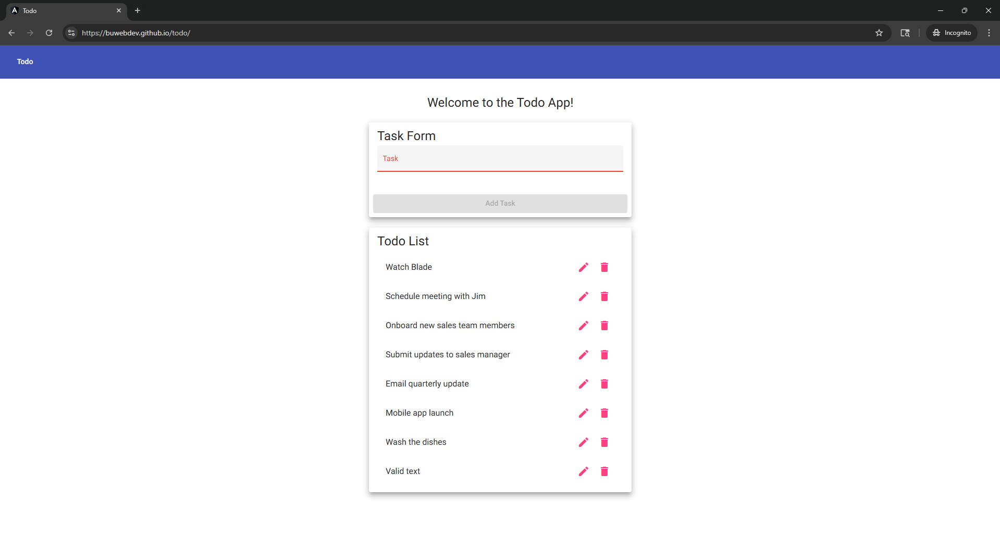 Todo
https://buwebdev.github.io/todo/
Incognito
Todo
Welcome to the Todo App!
Task Form
Task
Add Task
Todo List
Watch Blade
Schedule meeting with Jim
Onboard new sales team members
Submit updates to sales manager
Email quarterly update
Mobile app launch
Wash the dishes
Valid text